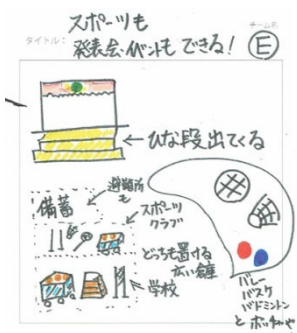 スポーツも
チーム名
タイトル:
発表会・イベントも できる! Ⓔ
←ひな段出てくる
避難所
も
備蓄
スポーツ
クラブ
どっちも置ける
広い倉庫
学校
バレー
バスケ
バドミントン
と ボッチャ